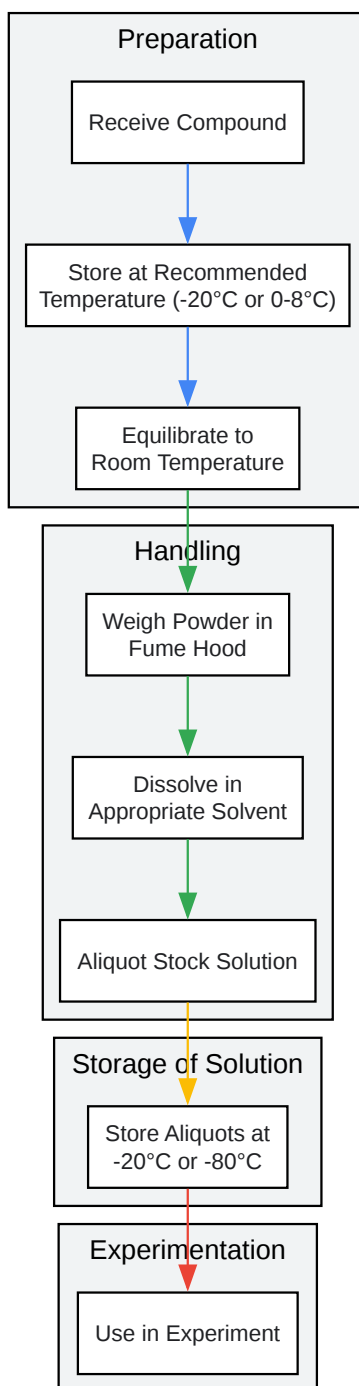 Preparation
Receive Compound
Store at Recommended
Temperature (-20°C or 0-8°C)
Equilibrate to
Room Temperature
Handling
Weigh Powder in
Fume Hood
Dissolve in
Appropriate Solvent
Aliquot Stock Solution
Storage of Solution
Store Aliquots at
-20°C or -80°C
Experimentation
Use in Experiment